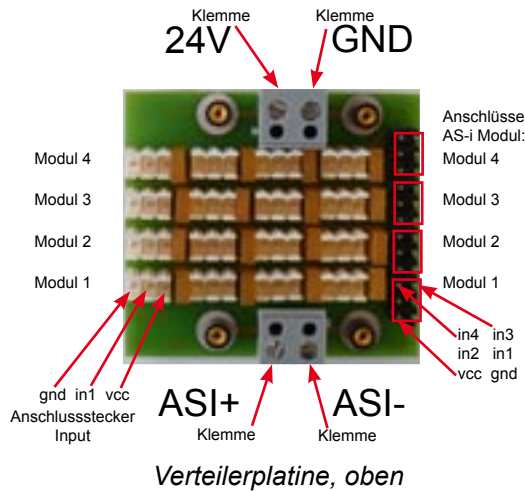 Klemme Klemme
24V GND
Anschlüsse
AS-i Modul:
Modul 4 Modul 4
Modul 3 Modul 3
Modul 2 Modul 2
Modul 1 Modul 1
in4 in3
in2 in1
vcc gnd
gnd in1 vcc
Anschlussstecker
Input
ASI+ ASI-
Klemme Klemme
Verteilerplatine, oben